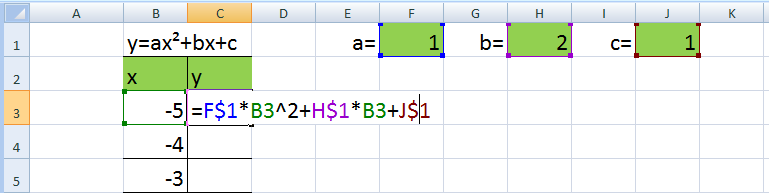 A B C D E F G H I J K
1 y=ax²+bx+c a= 1 b= 2 c= 1
2 x y
3 -5 =F$1*B3^2+H$1*B3+J$1
4 -4
5 -3